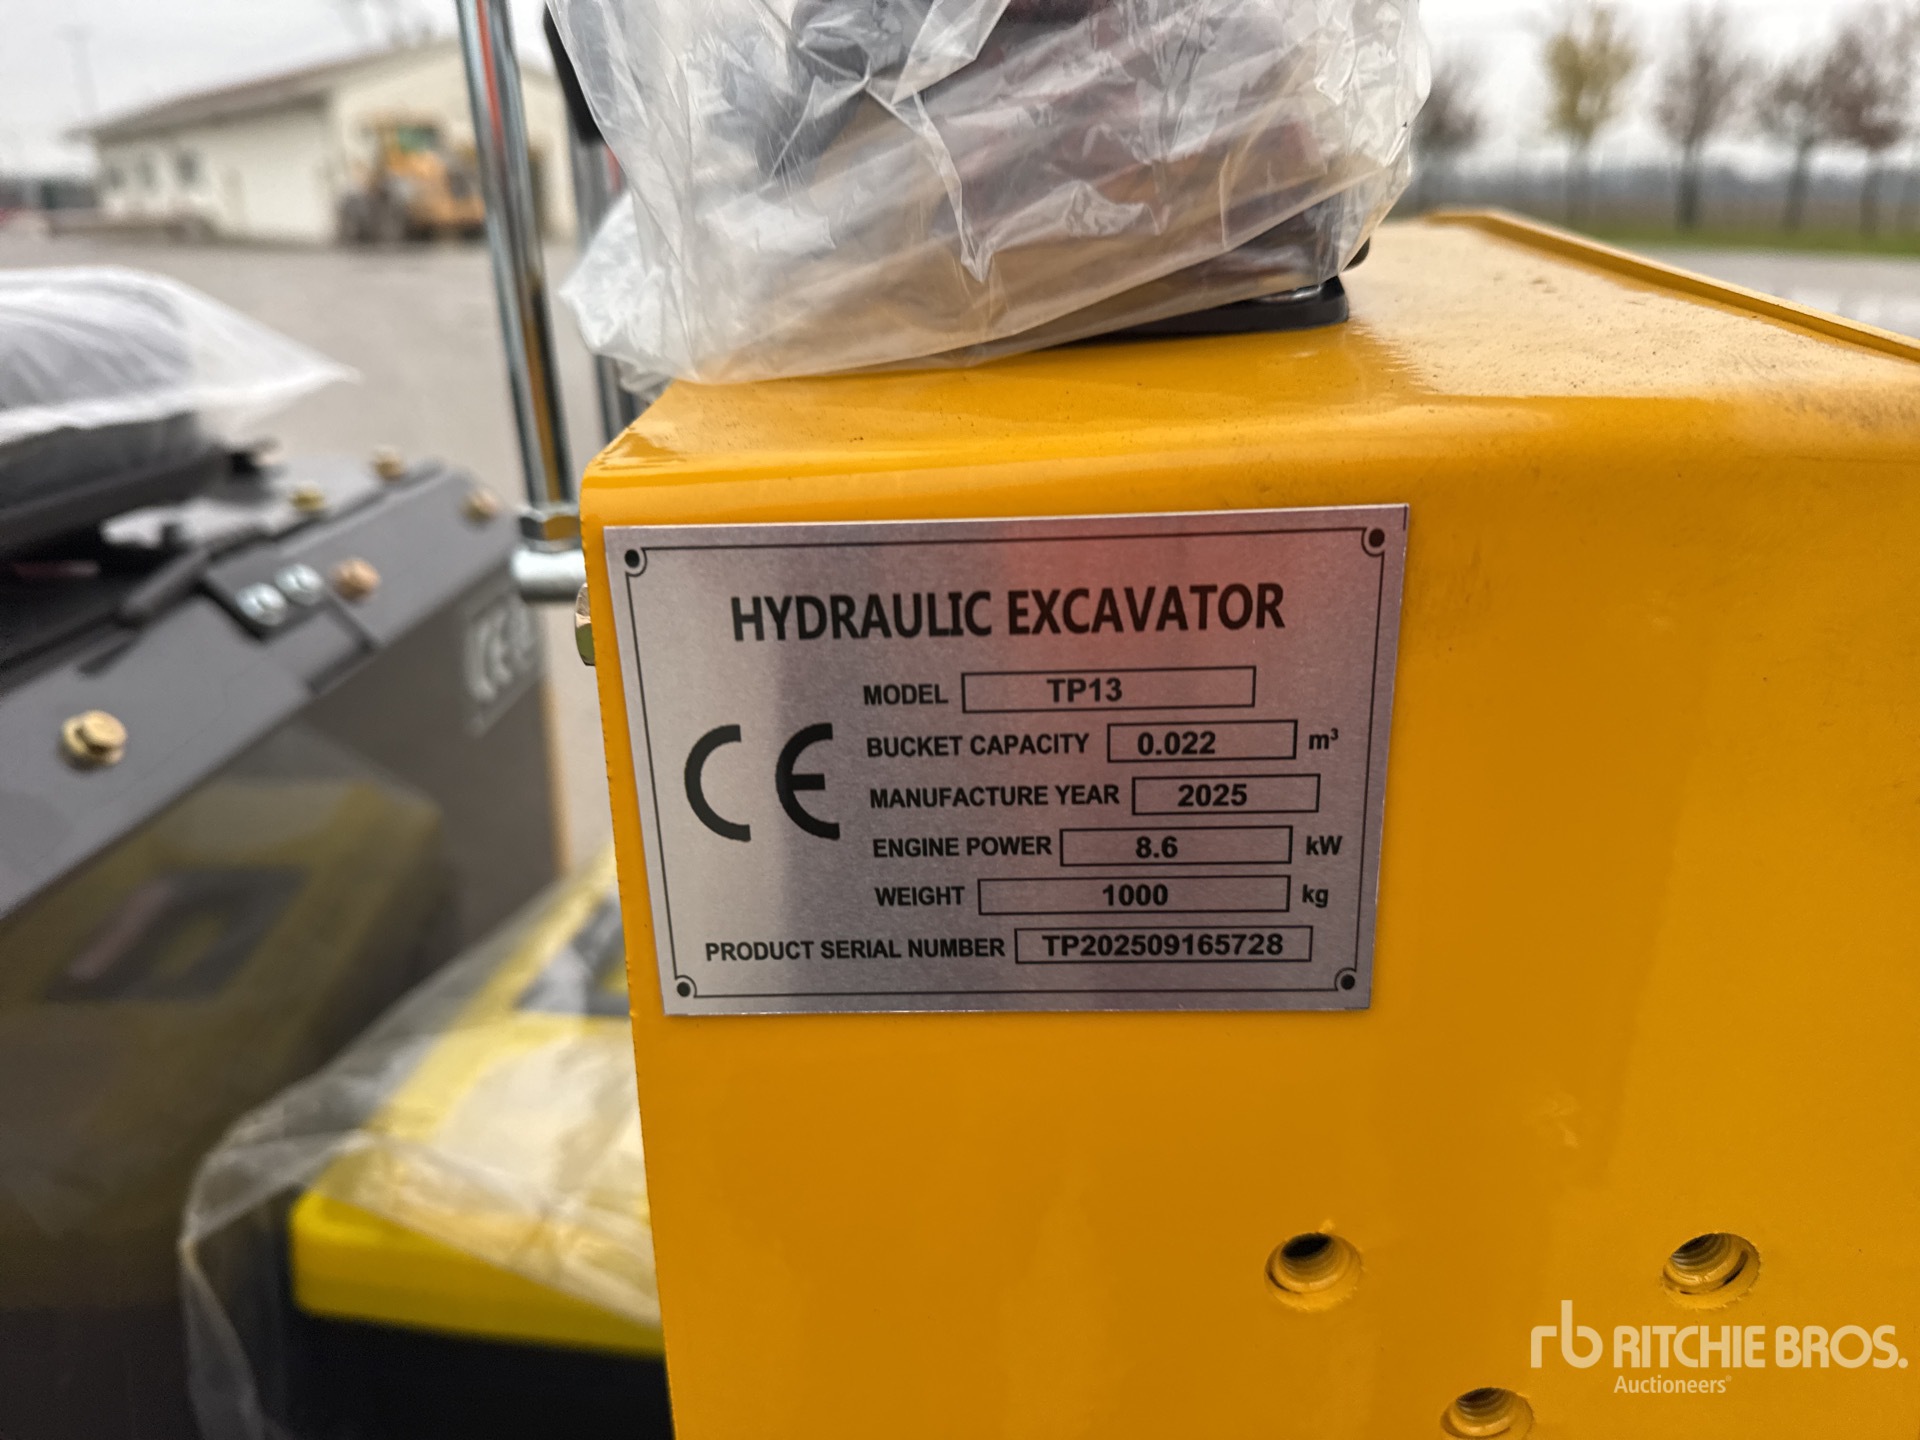 HYDRAULIC EXCAVATOR
MODEL TP13
BUCKET CAPACITY 0.022 m³
MANUFACTURE YEAR 2025
CE
ENGINE POWER 8.6 kW
WEIGHT 1000 kg
PRODUCT SERIAL NUMBER TP202509165728
rb RITCHIE BROS.
Auctioneers®